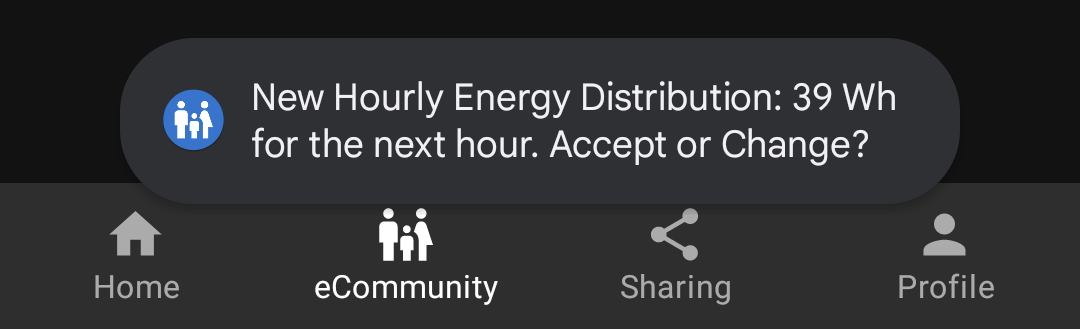 New Hourly Energy Distribution: 39 Wh
for the next hour. Accept or Change?
Home
eCommunity
Sharing
Profile